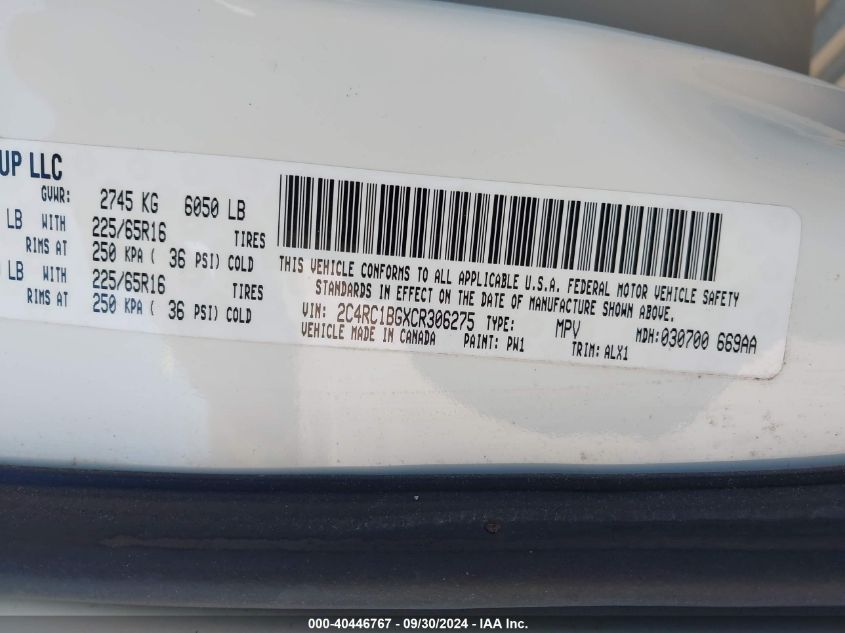 UP LLC
GVWR: 2745 KG 6050 LB
LB WITH 225/65R16 TIRES
RIMS AT 250 KPA ( 36 PSI) COLD
LB WITH 225/65R16 TIRES
RIMS AT 250 KPA ( 36 PSI) COLD
THIS VEHICLE CONFORMS TO ALL APPLICABLE U.S.A. FEDERAL MOTOR VEHICLE SAFETY
STANDARDS IN EFFECT ON THE DATE OF MANUFACTURE SHOWN ABOVE.
VIN: 2C4RC1BGXCR306275 TYPE: MPV MDH:030700 669AA
VEHICLE MADE IN CANADA PAINT: PW1 TRIM: ALX1
000-40446767 - 09/30/2024 - IAA Inc.